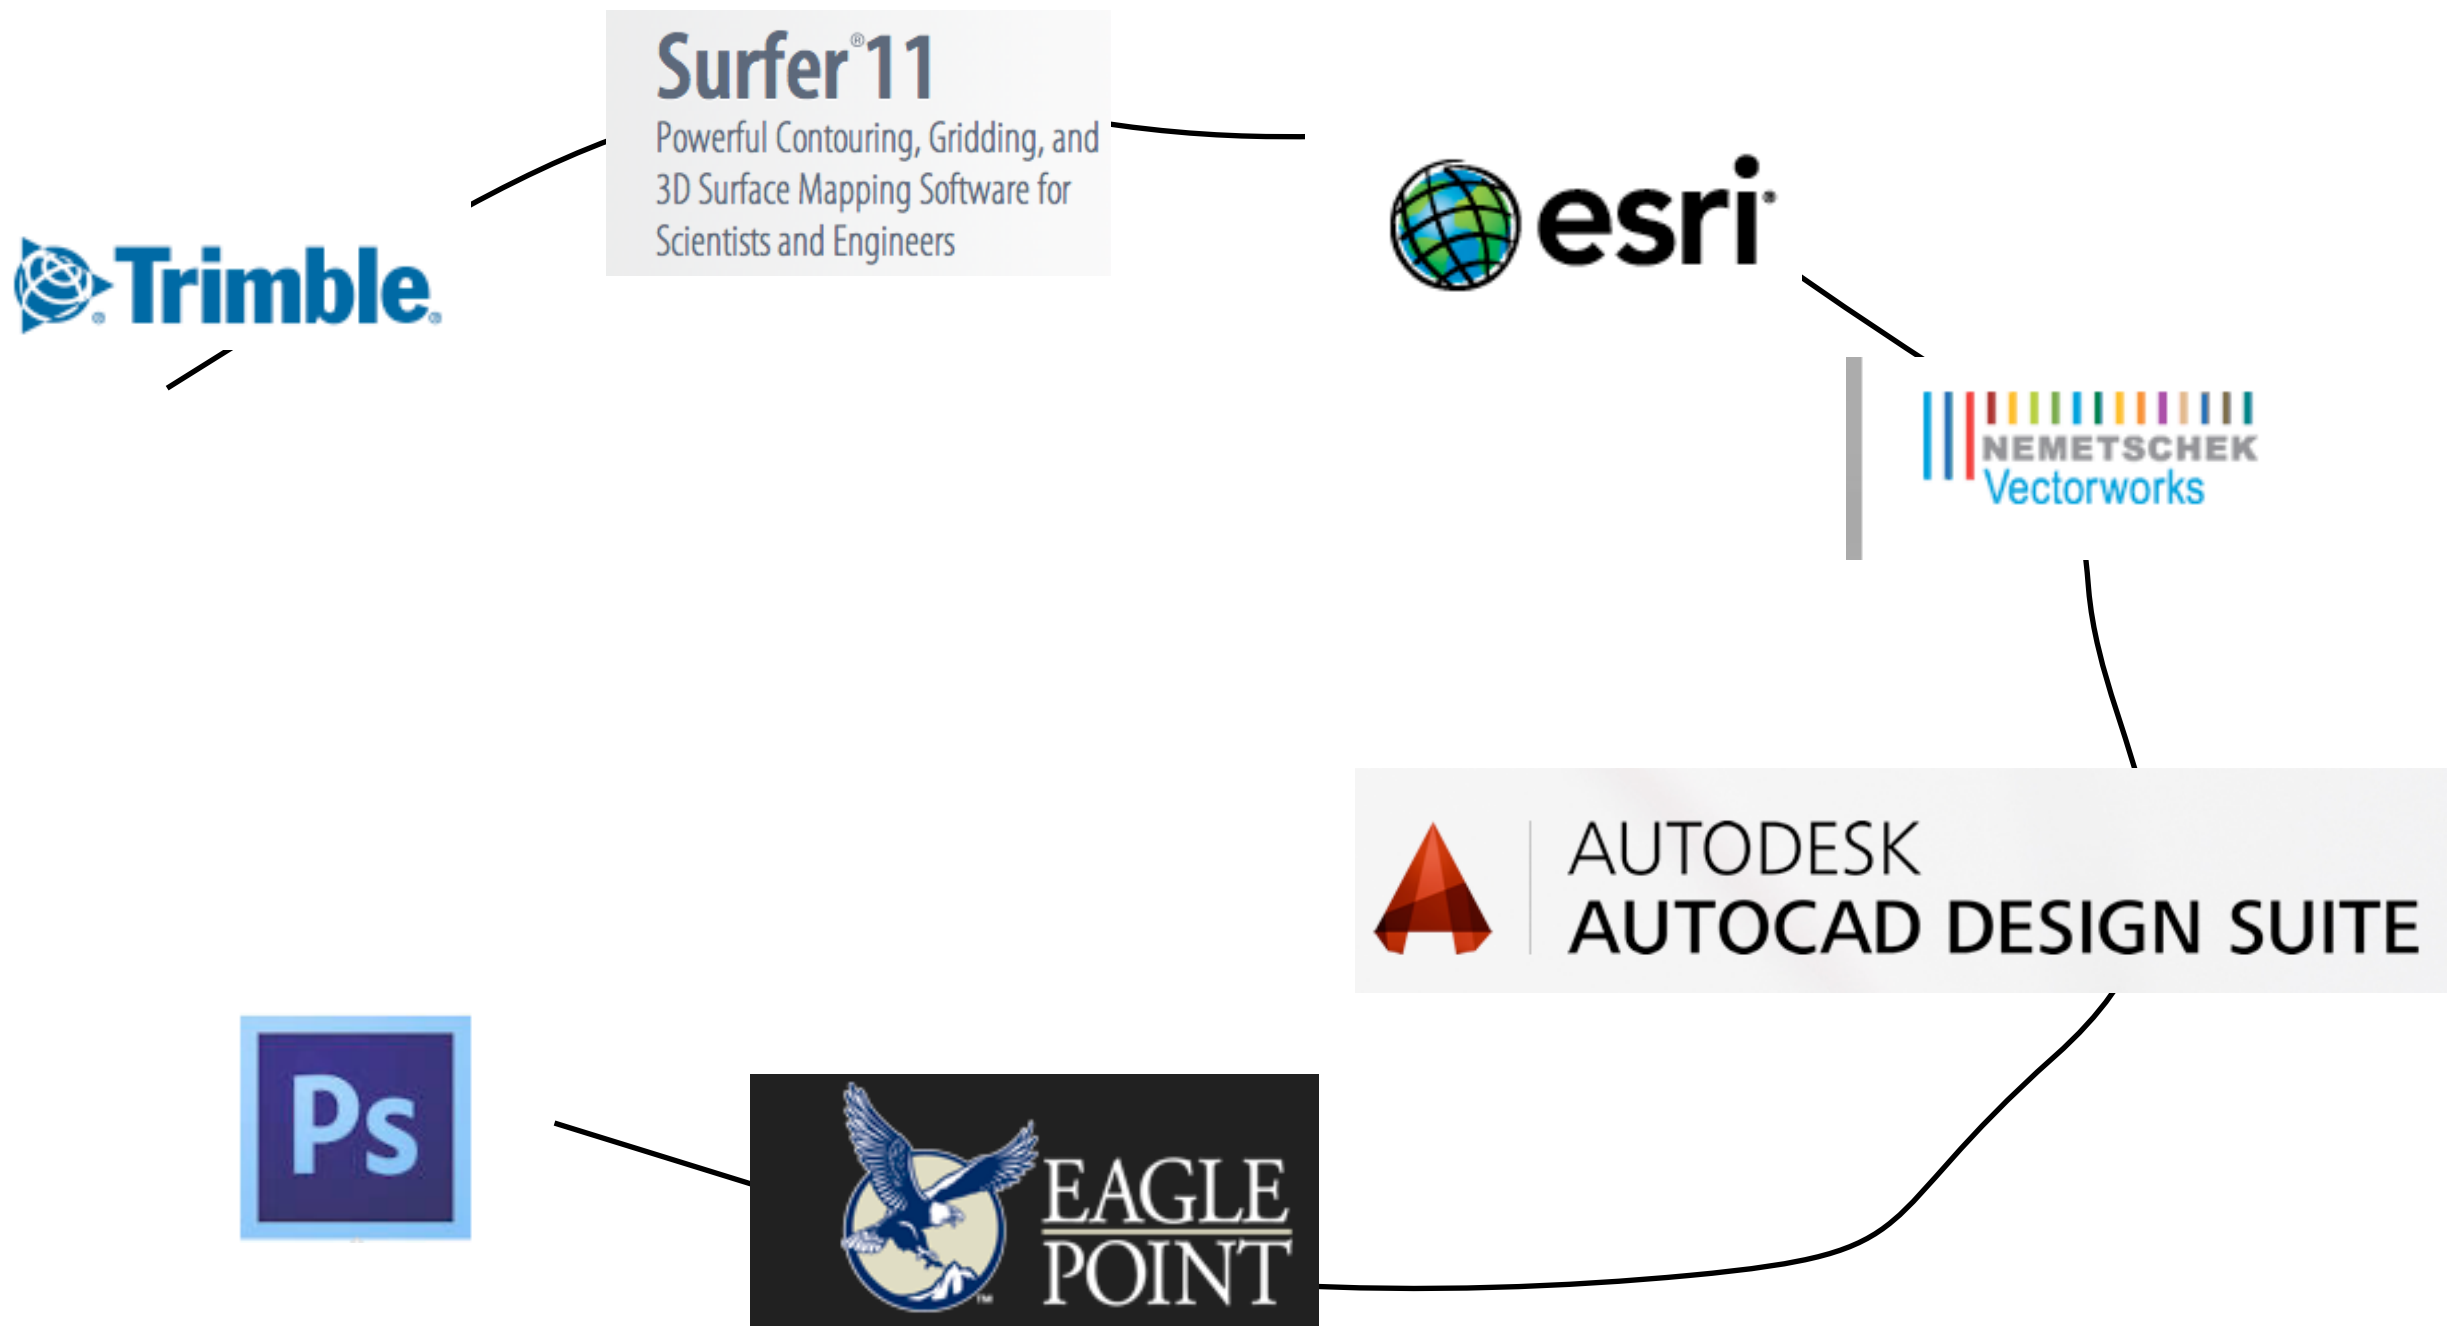 Surfer®11
Powerful Contouring, Gridding, and
3D Surface Mapping Software for
Scientists and Engineers
esri®
Trimble®
NEMETSCHEK
Vectorworks
AUTODESK
AUTOCAD DESIGN SUITE
Ps
EAGLE
POINT™